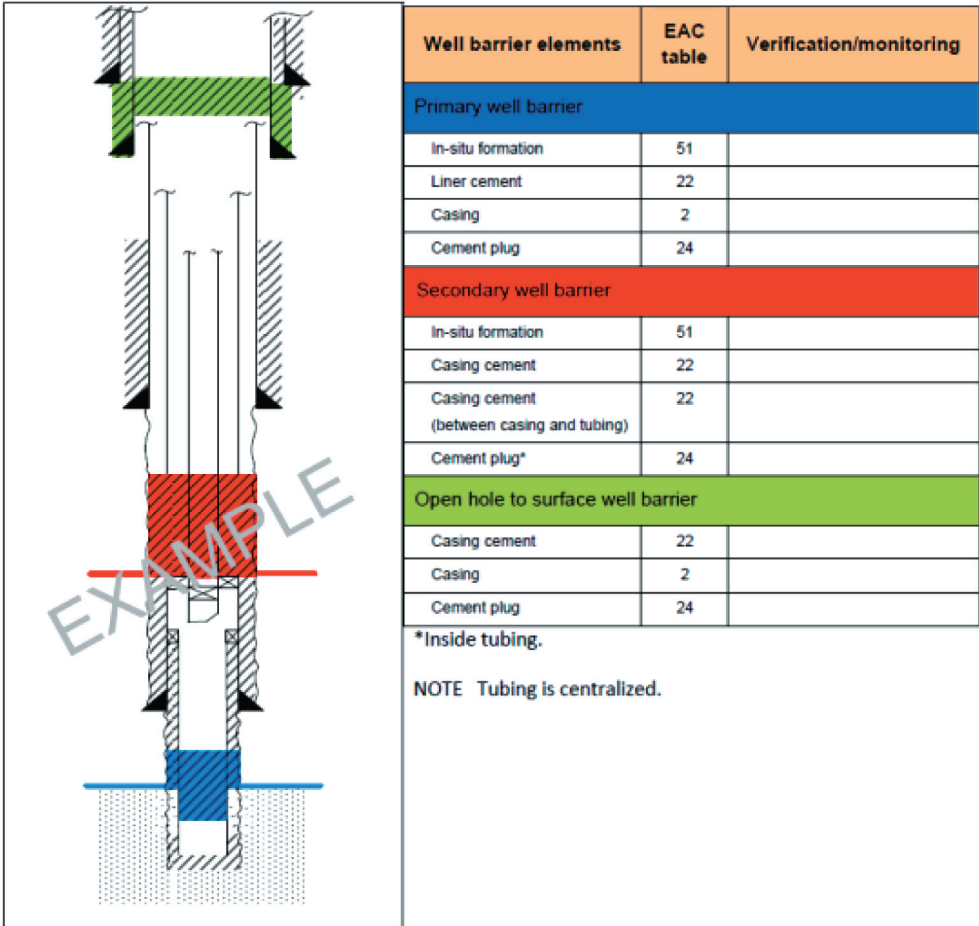 Well barrier elements EAC table Verification/monitoring
Primary well barrier
In-situ formation 51
Liner cement 22
Casing 2
Cement plug 24
Secondary well barrier
In-situ formation 51
Casing cement 22
Casing cement 22
(between casing and tubing)
Cement plug* 24
Open hole to surface well barrier
Casing cement 22
Casing 2
Cement plug 24
*Inside tubing.
NOTE Tubing is centralized.
EXAMPLE